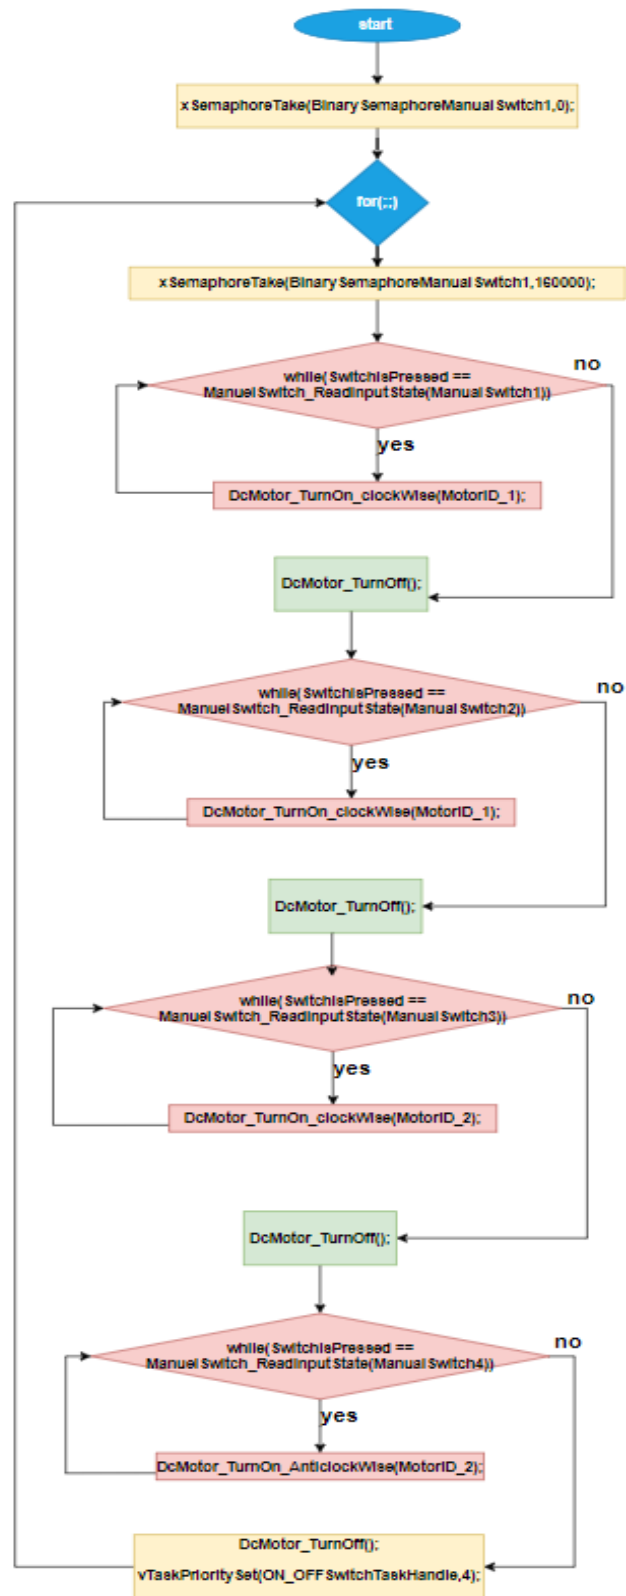 start
xSemaphoreTake(BinarySemaphoreManualSwitch1,0);
for(;;)
xSemaphoreTake(BinarySemaphoreManualSwitch1,160000);
while( SwitchIsPressed ==
ManuelSwitch_ReadInputState(ManualSwitch1))
no
yes
DcMotor_TurnOn_clockWise(MotorID_1);
DcMotor_TurnOff();
while( SwitchIsPressed ==
ManuelSwitch_ReadInputState(ManualSwitch2))
no
yes
DcMotor_TurnOn_clockWise(MotorID_1);
DcMotor_TurnOff();
while( SwitchIsPressed ==
ManuelSwitch_ReadInputState(ManualSwitch3))
no
yes
DcMotor_TurnOn_clockWise(MotorID_2);
DcMotor_TurnOff();
while( SwitchIsPressed ==
ManuelSwitch_ReadInputState(ManualSwitch4))
no
yes
DcMotor_TurnOn_AnticlockWise(MotorID_2);
DcMotor_TurnOff();
vTaskPrioritySet(ON_OFFSwitchTaskHandle,4);